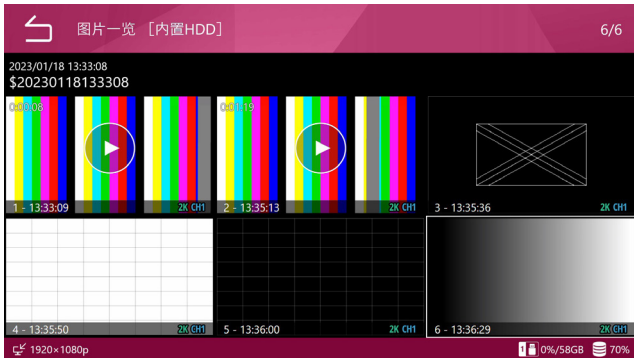 图片一览 [内置HDD]
6/6
2023/01/18 13:33:08
$20230118133308
0:00:08
0:01:19
1 - 13:33:09
2K CH1
2 - 13:35:13
2K CH1
3 - 13:35:36
2K CH1
4 - 13:35:50
2K CH1
5 - 13:36:00
2K CH1
6 - 13:36:29
2K CH1
1920×1080p
1
0%/58GB
70%